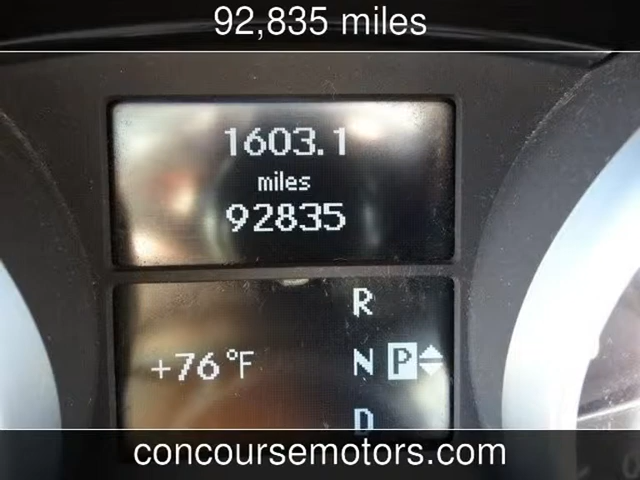 92,835 miles
1603.1
miles
92835
R
+76°F N P
D
concoursemotors.com